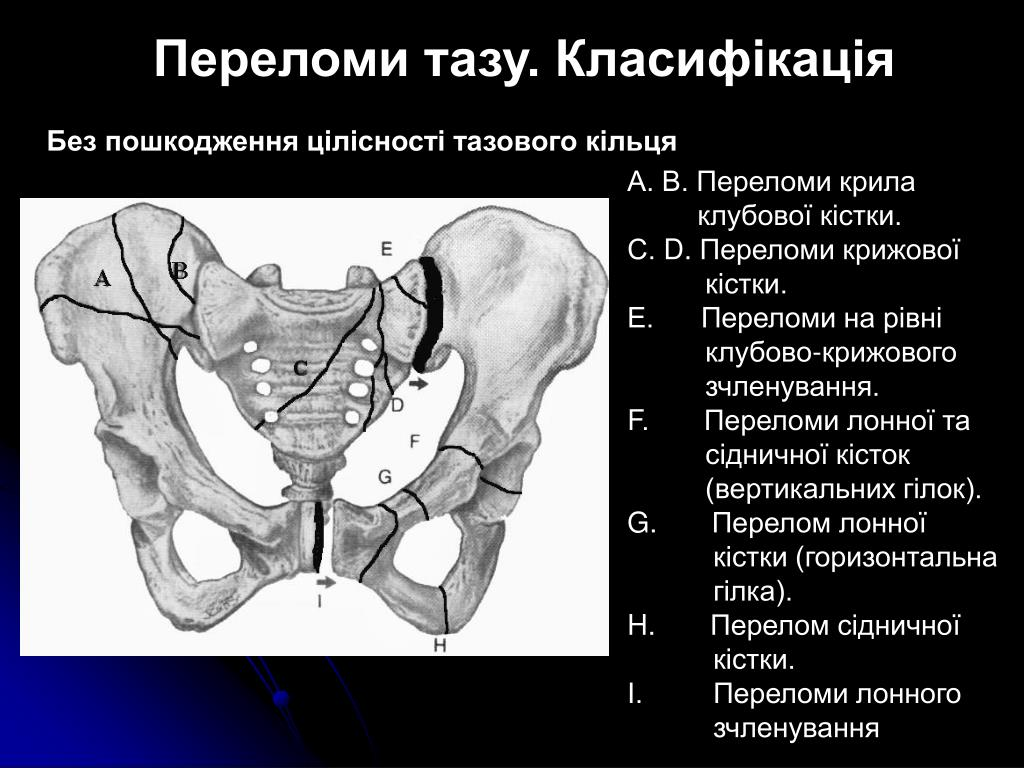 Переломи тазу. Класифікація
Без пошкодження цілісності тазового кільця
A. B. Переломи крила
клубової кістки.
C. D. Переломи крижової
кістки.
E. Переломи на рівні
клубово-крижового
зчленування.
F. Переломи лонної та
сідничної кісток
(вертикальних гілок).
G. Перелом лонної
кістки (горизонтальна
гілка).
H. Перелом сідничної
кістки.
I. Переломи лонного
зчленування
A
B
E
C
D
F
G
I
H